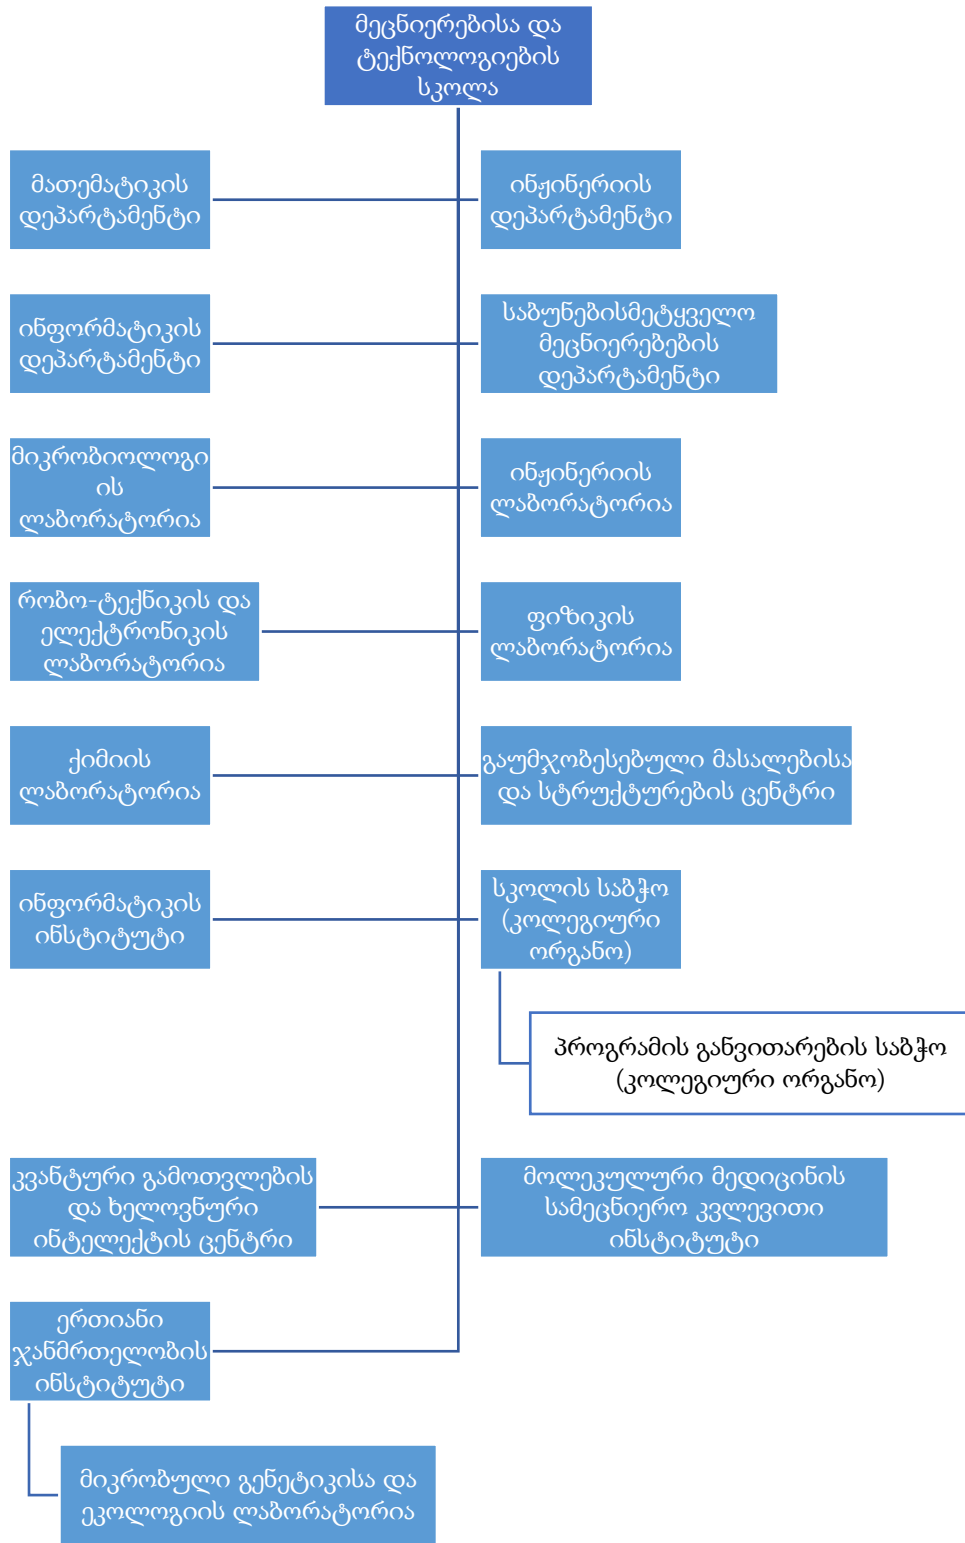 მეცნიერებისა და
ტექნოლოგიების
სკოლა
მათემატიკის
დეპარტამენტი
ინჟინერიის
დეპარტამენტი
ინფორმატიკის
დეპარტამენტი
საბუნებისმეტყველო
მეცნიერებების
დეპარტამენტი
მიკრობიოლოგი
ის
ლაბორატორია
ინჟინერიის
ლაბორატორია
რობო-ტექნიკის და
ელექტრონიკის
ლაბორატორია
ფიზიკის
ლაბორატორია
ქიმიის
ლაბორატორია
გაუმჯობესებული მასალებისა
და სტრუქტურების ცენტრი
ინფორმატიკის
ინსტიტუტი
სკოლის საბჭო
(კოლეგიური
ორგანო)
პროგრამის განვითარების საბჭო
(კოლეგიური ორგანო)
კვანტური გამოთვლების
და ხელოვნური
ინტელექტის ცენტრი
მოლეკულური მედიცინის
სამეცნიერო კვლევითი
ინსტიტუტი
ერთიანი
ჯანმრთელობის
ინსტიტუტი
მიკრობული გენეტიკისა და
ეკოლოგიის ლაბორატორია